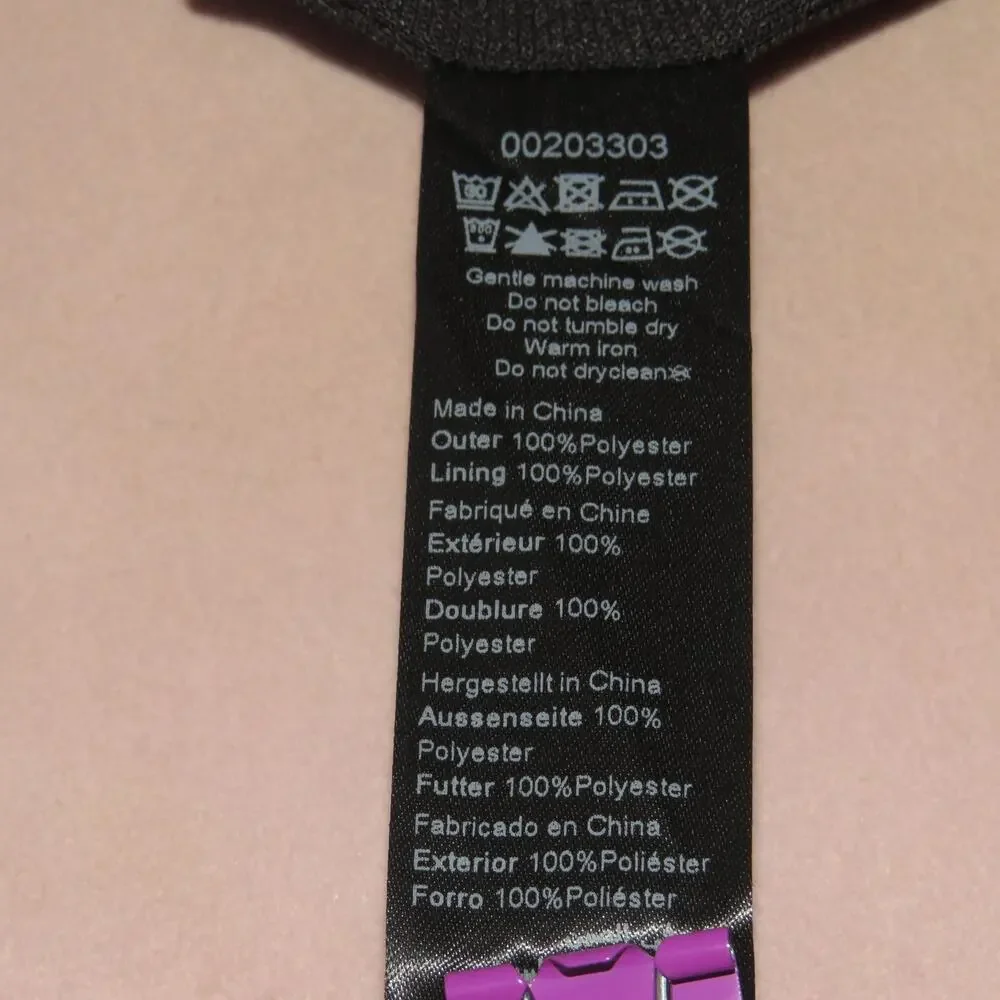 00203303
Gentle machine wash
Do not bleach
Do not tumble dry
Warm iron
Do not dryclean
Made in China
Outer 100%Polyester
Lining 100%Polyester
Fabriqué en Chine
Extérieur 100%
Polyester
Doublure 100%
Polyester
Hergestellt in China
Aussenseite 100%
Polyester
Futter 100%Polyester
Fabricado en China
Exterior 100%Poliéster
Forro 100%Poliéster